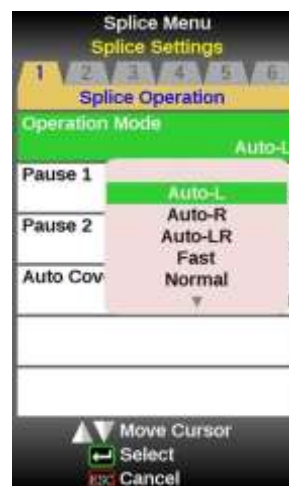 Splice Menu
Splice Settings
1 2 3 4 5 6
Splice Operation
Operation Mode
Auto-L
Pause 1
Auto-L
Auto-R
Pause 2
Auto-LR
Fast
Auto Cov
Normal
Move Cursor
Select
ESC Cancel